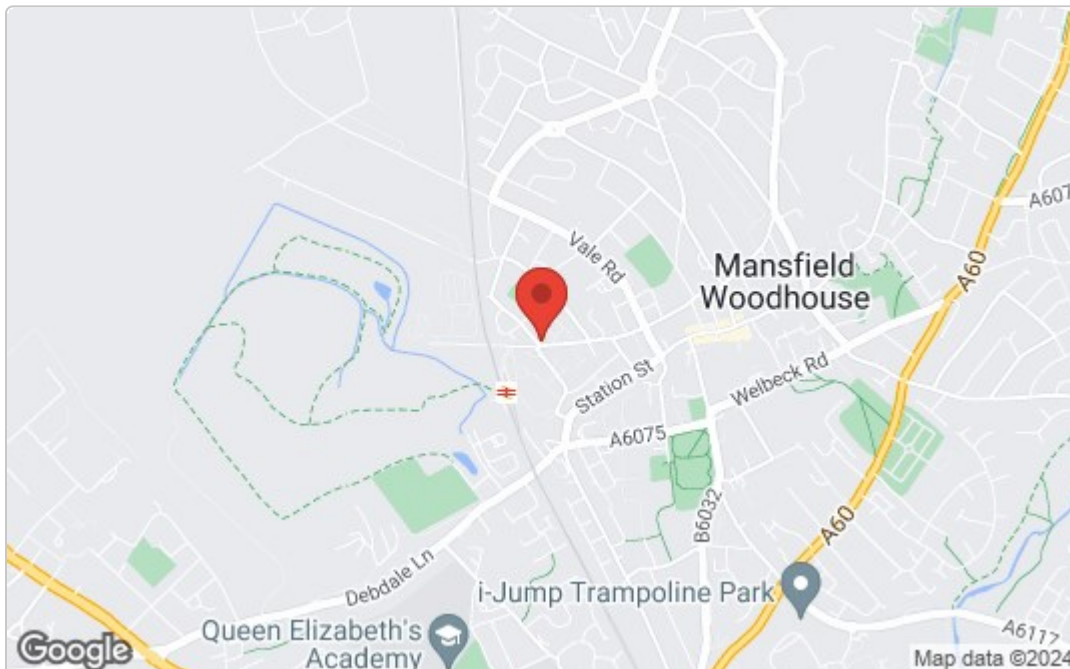 A607
Vale Rd
Mansfield
Woodhouse
A60
Station St
Welbeck Rd
A6075
B6032
A60
Debdale Ln
i-Jump Trampoline Park
Queen Elizabeth's
Academy
A6117
Google
Map data ©2024